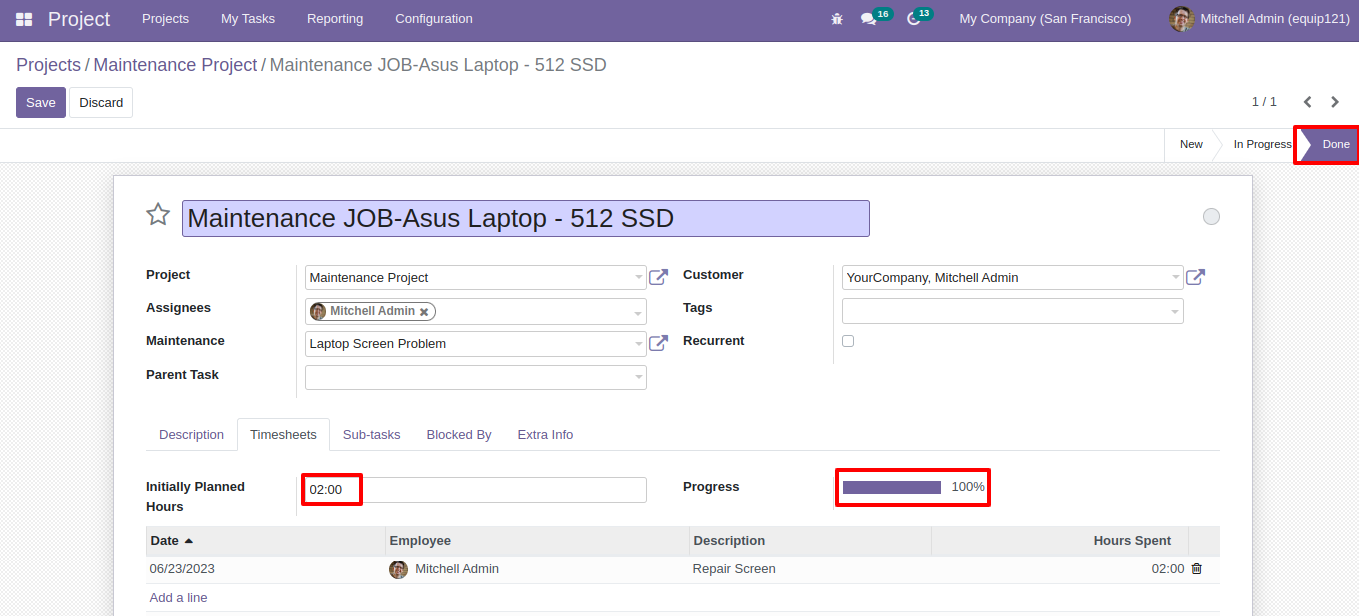 Project Projects My Tasks Reporting Configuration 16 13 My Company (San Francisco) Mitchell Admin (equip121)
Projects / Maintenance Project / Maintenance JOB-Asus Laptop - 512 SSD
Save Discard 1 / 1
New In Progress Done
Maintenance JOB-Asus Laptop - 512 SSD
Project Maintenance Project Customer YourCompany, Mitchell Admin
Assignees Mitchell Admin Tags
Maintenance Laptop Screen Problem Recurrent
Parent Task
Description Timesheets Sub-tasks Blocked By Extra Info
Initially Planned Hours 02:00 Progress 100%
Date Employee Description Hours Spent
06/23/2023 Mitchell Admin Repair Screen 02:00
Add a line